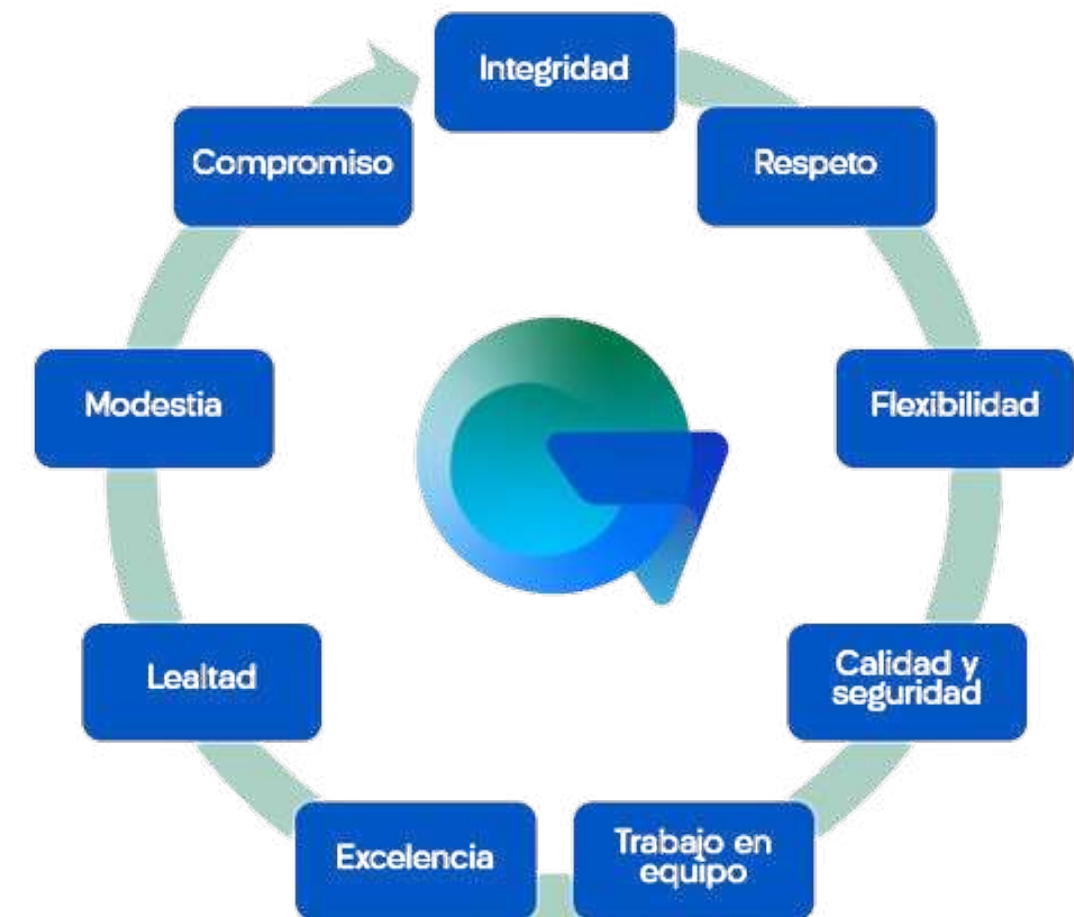 Integridad
Respeto
Flexibilidad
Calidad y
seguridad
Trabajo en
equipo
Excelencia
Lealtad
Modestia
Compromiso